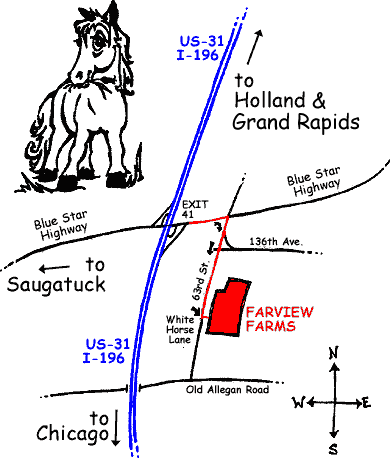 US-31
I-196
to
Holland &
Grand Rapids
EXIT
41
Blue Star
Highway
Blue Star
Highway
136th Ave.
to
Saugatuck
63rd St.
FARVIEW
FARMS
White
Horse
Lane
US-31
I-196
Old Allegan Road
to
Chicago
N
W
E
S